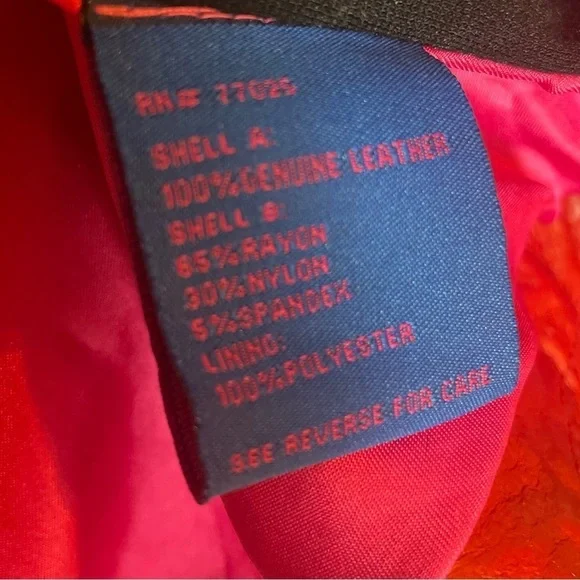 RN# 77025
SHELL A:
100%GENUINE LEATHER
SHELL B:
65%RAYON
30%NYLON
5%SPANDEX
LINING:
100%POLYESTER
SEE REVERSE FOR CARE